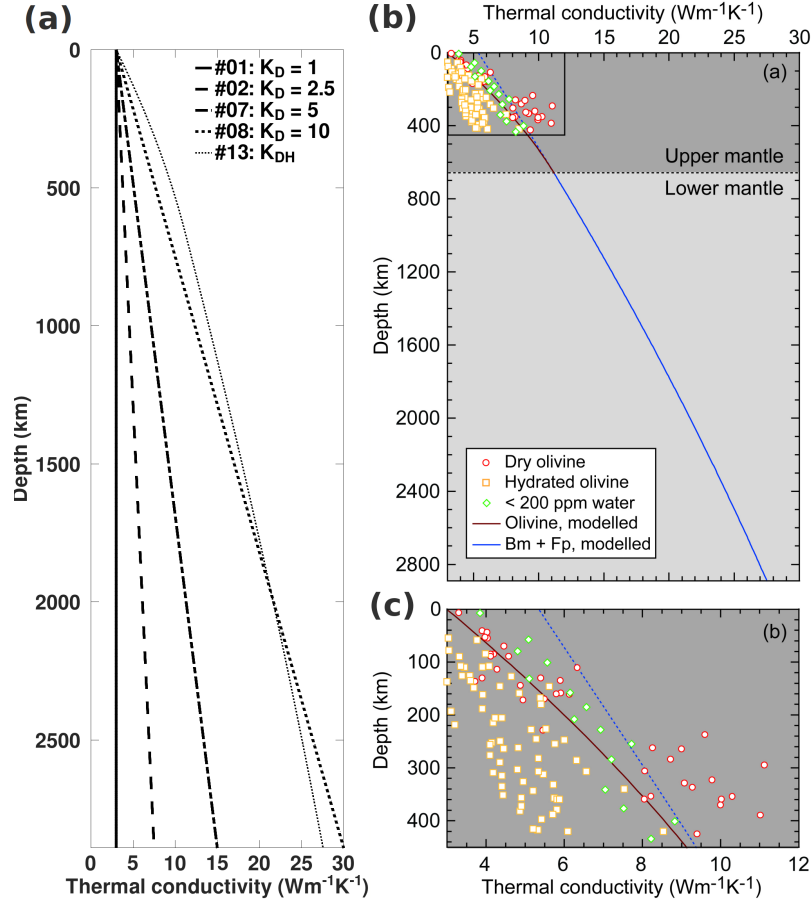 (a)
0
500
1000
1500
2000
2500
Depth (km)
#01: K_D = 1
#02: K_D = 2.5
#07: K_D = 5
#08: K_D = 10
#13: K_DH
0 5 10 15 20 25 30
Thermal conductivity (Wm⁻¹K⁻¹)
(b)
Thermal conductivity (Wm⁻¹K⁻¹)
5 10 15 20 25 30
0
400
800
1200
1600
2000
2400
2800
Depth (km)
(a)
Upper mantle
Lower mantle
Dry olivine
Hydrated olivine
< 200 ppm water
Olivine, modelled
Bm + Fp, modelled
(c)
(b)
0
100
200
300
400
Depth (km)
4 6 8 10 12
Thermal conductivity (Wm⁻¹K⁻¹)